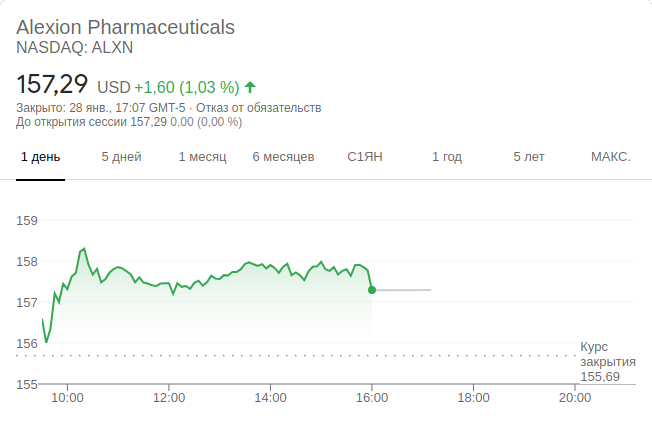 Alexion Pharmaceuticals
NASDAQ: ALXN
157,29 USD +1,60 (1,03 %)
Закрыто: 28 янв., 17:07 GMT-5 · Отказ от обязательств
До открытия сессии 157,29 0,00 (0,00 %)
1 день 5 дней 1 месяц 6 месяцев С1ЯН 1 год 5 лет МАКС.
159
158
157
156
Курс
закрытия
155,69
155
10:00 12:00 14:00 16:00 18:00 20:00